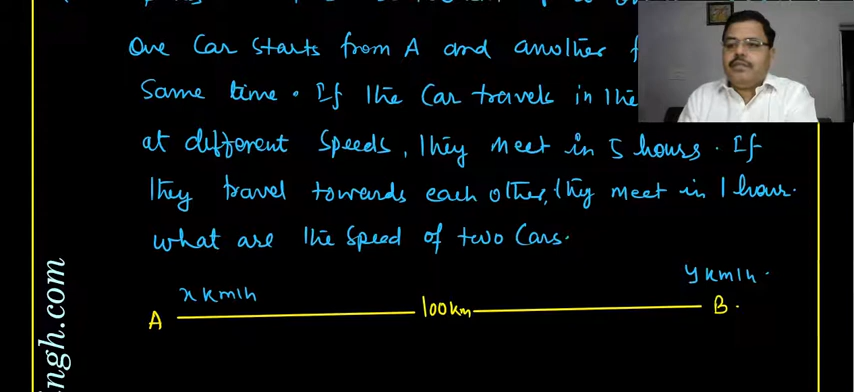 One Car starts from A and another
Same time. If the Car travels in the
at different speeds, they meet in 5 hours. If
they travel towards each other, they meet in 1 hour.
What are the speed of two Cars.
x km/h
y km/h.
A
100km
B.
ngh.com